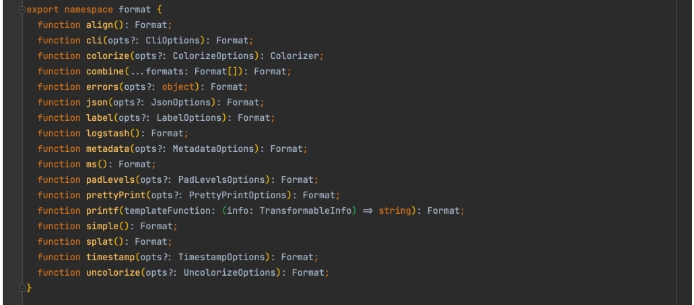 export namespace format {
function align(): Format;
function cli(opts?: CliOptions): Format;
function colorize(opts?: ColorizeOptions): Colorizer;
function combine(...formats: Format[]): Format;
function errors(opts?: object): Format;
function json(opts?: JsonOptions): Format;
function label(opts?: LabelOptions): Format;
function logstash(): Format;
function metadata(opts?: MetadataOptions): Format;
function ms(): Format;
function padLevels(opts?: PadLevelsOptions): Format;
function prettyPrint(opts?: PrettyPrintOptions): Format;
function printf(templateFunction: (info: TransformableInfo) => string): Format;
function simple(): Format;
function splat(): Format;
function timestamp(opts?: TimestampOptions): Format;
function uncolorize(opts?: UncolorizeOptions): Format;
}